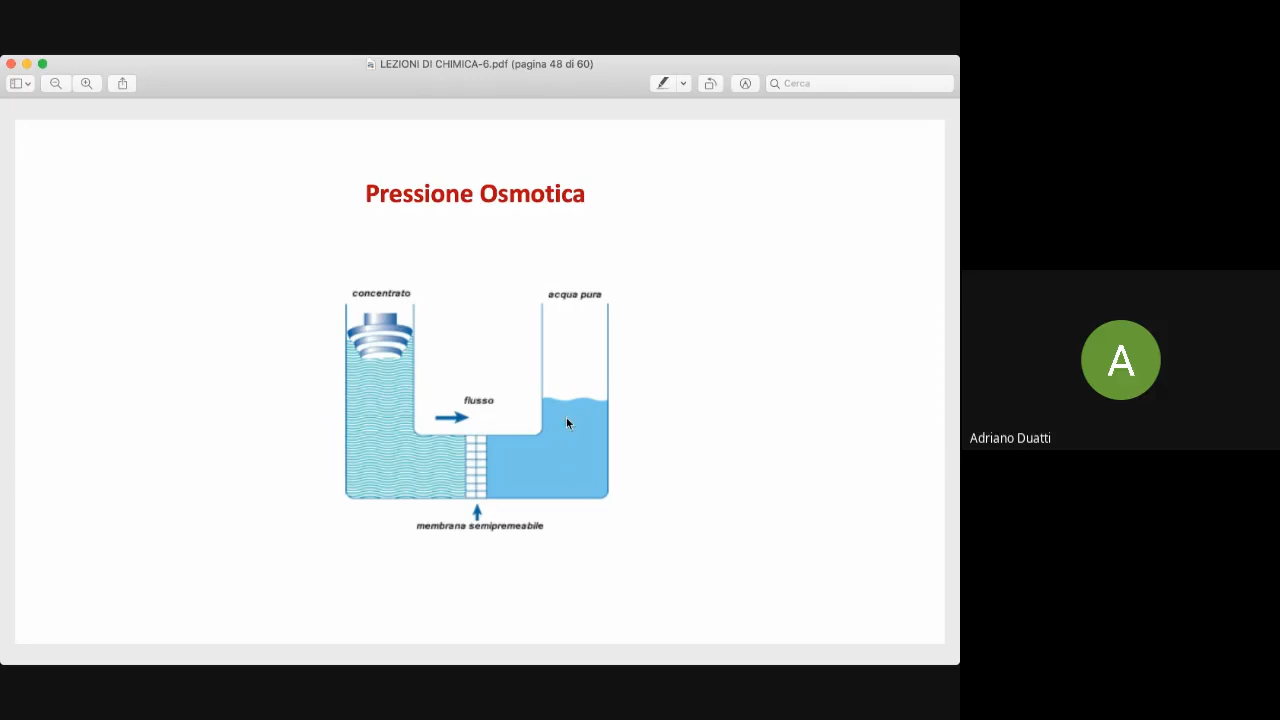 LEZIONI DI CHIMICA-6.pdf (pagina 48 di 60)
Cerca
Pressione Osmotica
concentrato
acqua pura
flusso
membrana semipremeabile
A
Adriano Duatti